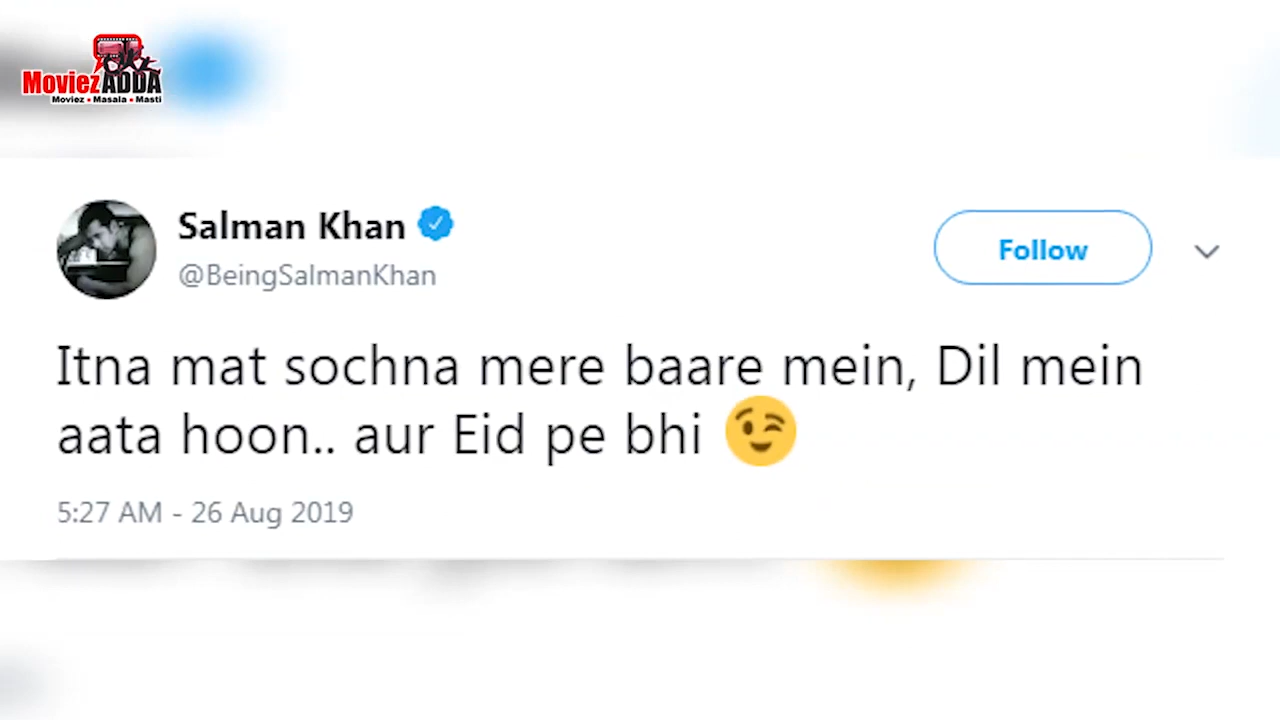 MoviezADDA
Moviez • Masala • Masti
Salman Khan
@BeingSalmanKhan
Follow
Itna mat sochna mere baare mein, Dil mein
aata hoon.. aur Eid pe bhi 😉
5:27 AM - 26 Aug 2019